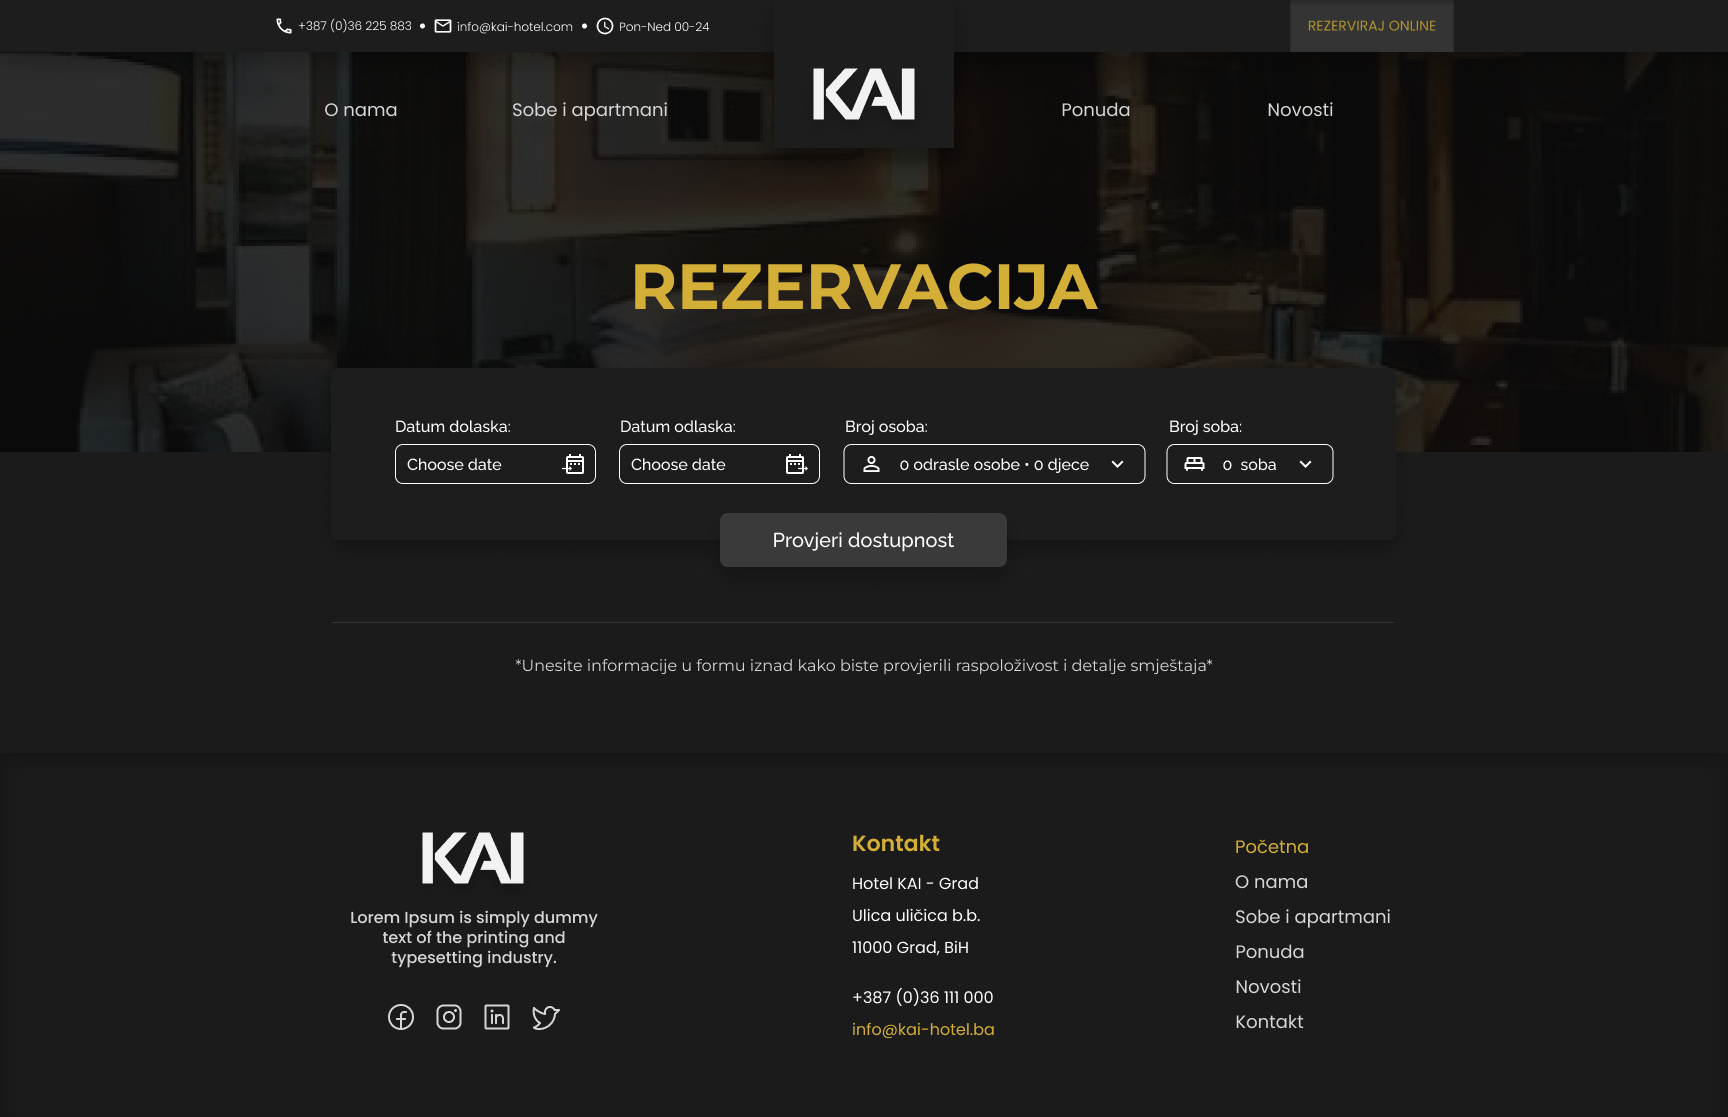 +387 (0)36 225 883 • info@kai-hotel.com • Pon-Ned 00-24
REZERVIRAJ ONLINE
O nama
Sobe i apartmani
KAI
Ponuda
Novosti
REZERVACIJA
Datum dolaska:
Choose date
Datum odlaska:
Choose date
Broj osoba:
0 odrasle osobe • 0 djece
Broj soba:
0 soba
Provjeri dostupnost
*Unesite informacije u formu iznad kako biste provjerili raspoloživost i detalje smještaja*
KAI
Lorem Ipsum is simply dummy
text of the printing and
typesetting industry.
Kontakt
Hotel KAI - Grad
Ulica uličica b.b.
11000 Grad, BiH
+387 (0)36 111 000
info@kai-hotel.ba
Početna
O nama
Sobe i apartmani
Ponuda
Novosti
Kontakt